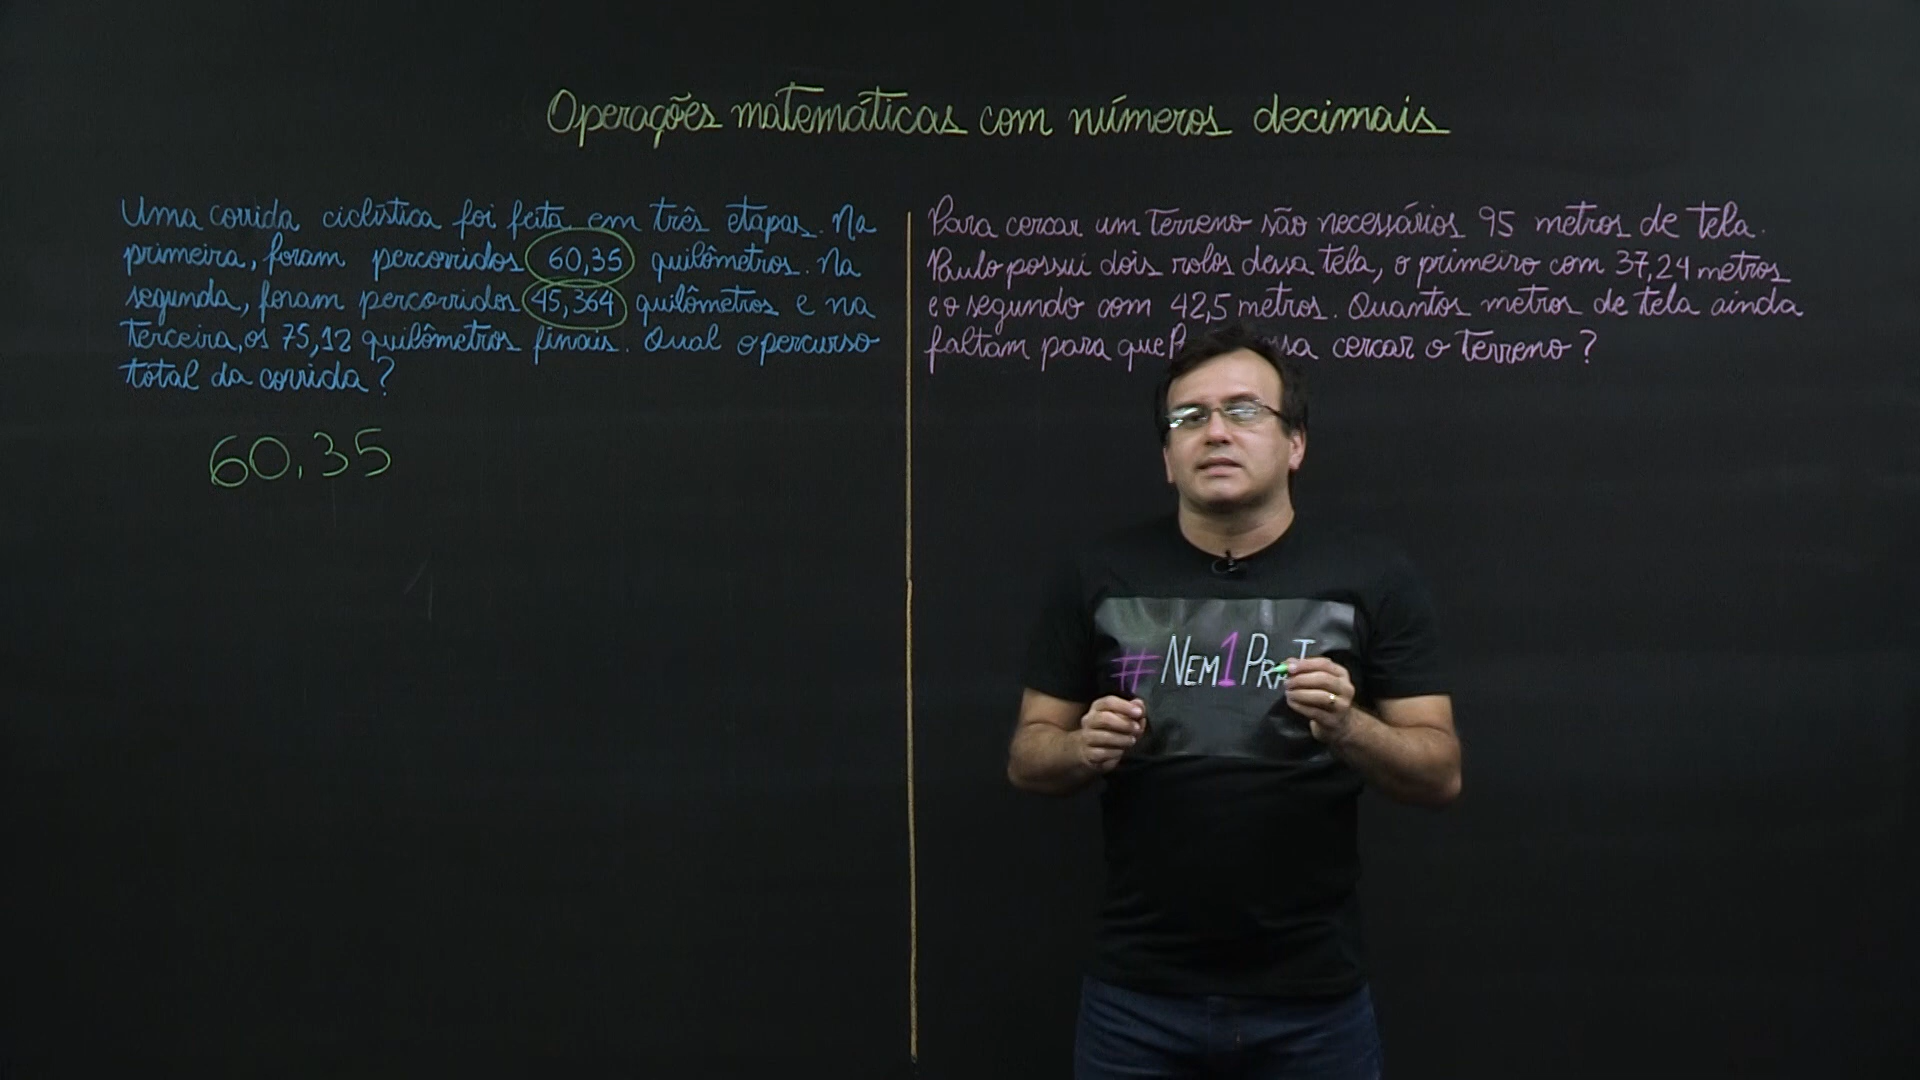 Operações matemáticas com números decimais
Uma corrida ciclística foi feita em três etapas. Na
primeira, foram percorridos 60,35 quilômetros. Na
segunda, foram percorridos 45,364 quilômetros e na
terceira, os 75,12 quilômetros finais. Qual o percurso
total da corrida?
60,35
Para cercar um terreno são necessários 95 metros de tela.
Paulo possui dois rolos dessa tela, o primeiro com 37,24 metros
e o segundo com 42,5 metros. Quantos metros de tela ainda
faltam para que cercar o terreno?
#NEM1PRA